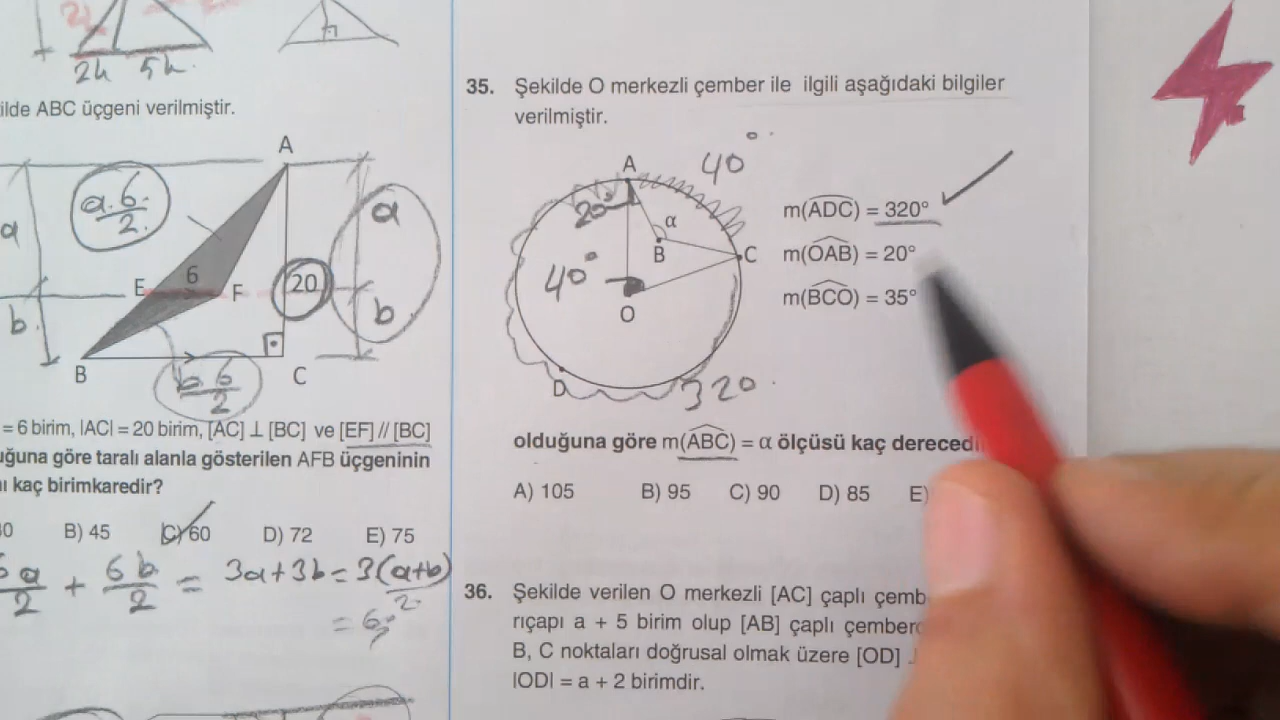 2k 5k
ilde ABC üçgeni verilmiştir.
A
a
a.6
2
a
6
E
F
20
b
b
B
C
b.6
2
= 6 birim, |AC| = 20 birim, [AC] ⊥ [BC] ve [EF] // [BC]
uğuna göre taralı alanla gösterilen AFB üçgeninin
nı kaç birimkaredir?
B) 45 C) 60 D) 72 E) 75
6a/2 + 6b/2 = 3a+3b = 3(a+b)
35. Şekilde O merkezli çember ile ilgili aşağıdaki bilgiler
verilmiştir.
A
40°
20°
α
B
C
40°
O
D
320°
m(ADC) = 320°
m(OAB) = 20°
m(BCO) = 35°
olduğuna göre m(ABC) = α ölçüsü kaç derecedi
A) 105 B) 95 C) 90 D) 85 E)
36. Şekilde verilen O merkezli [AC] çaplı çemb
rıçapı a + 5 birim olup [AB] çaplı çember
B, C noktaları doğrusal olmak üzere [OD]
|OD| = a + 2 birimdir.